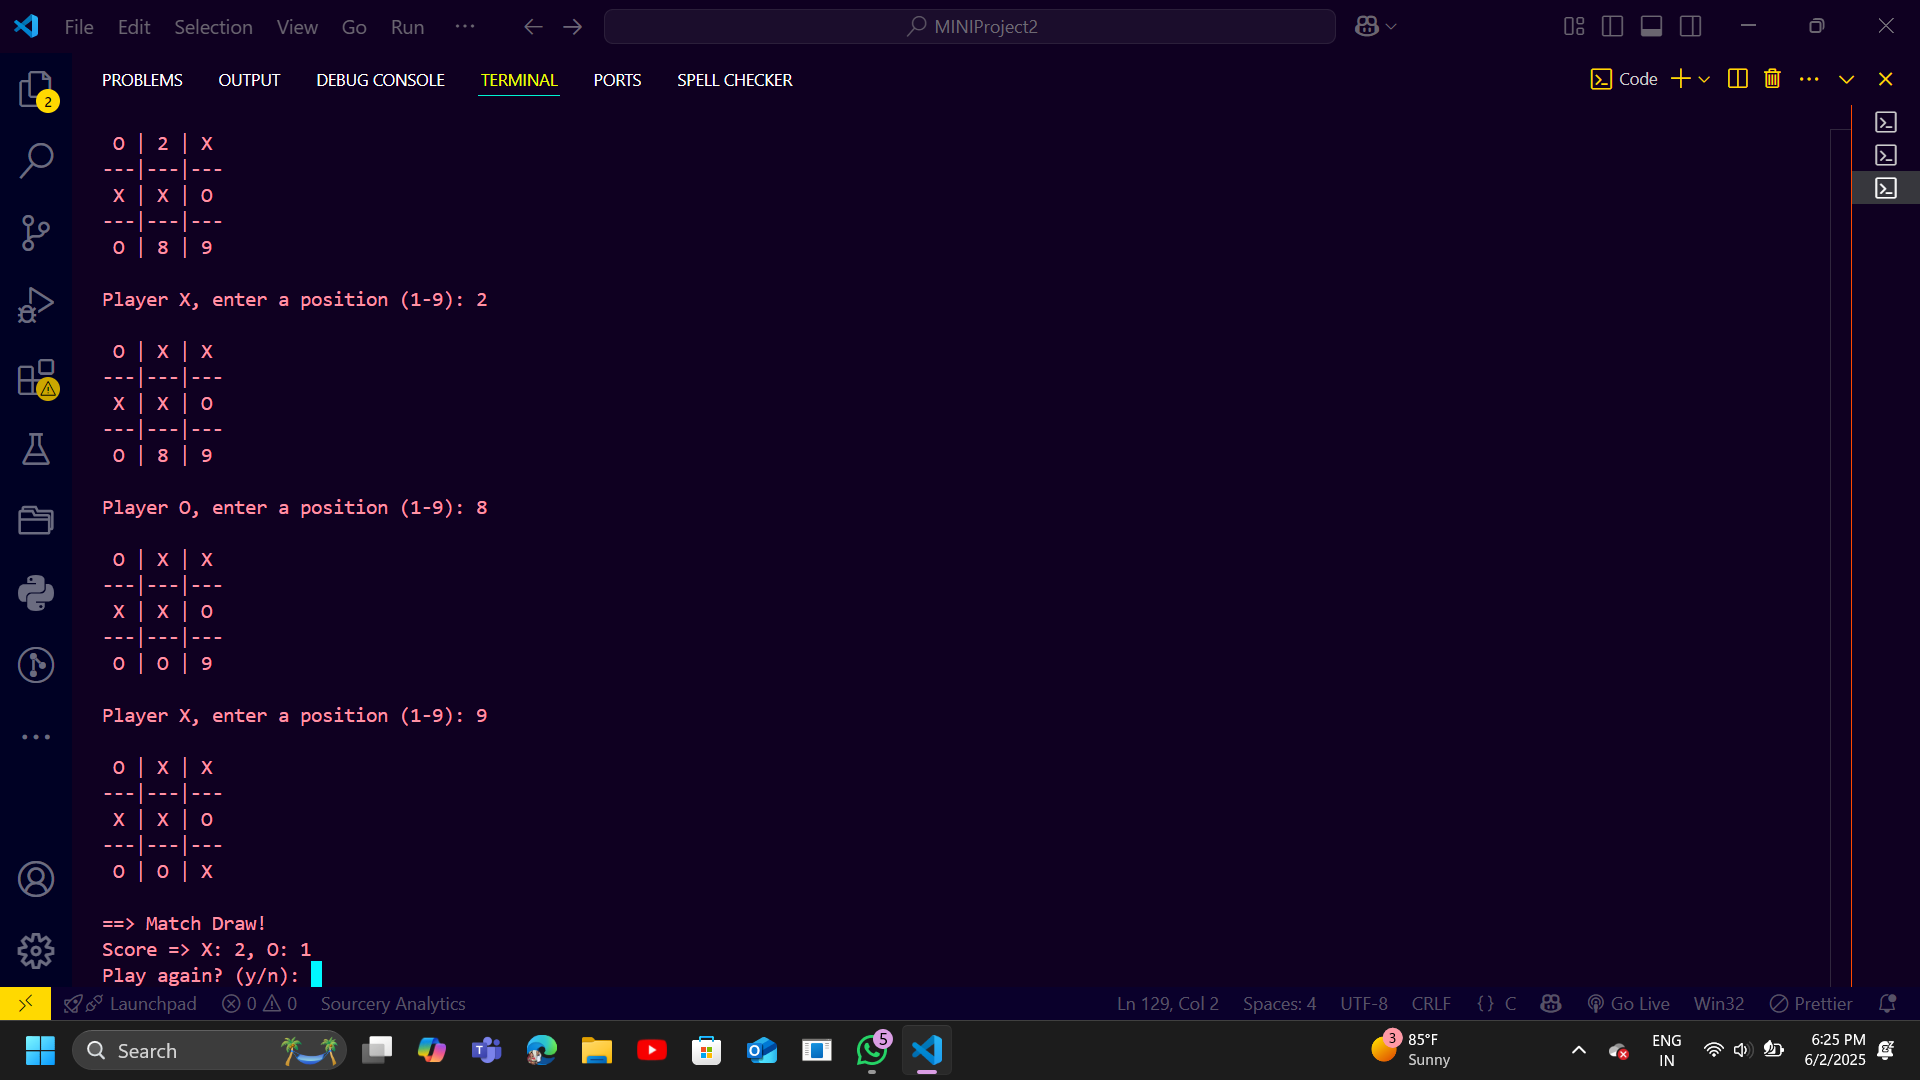 File Edit Selection View Go Run ··· MINIProject2
PROBLEMS OUTPUT DEBUG CONSOLE TERMINAL PORTS SPELL CHECKER Code
2
O | 2 | X
---|---|---
X | X | O
---|---|---
O | 8 | 9
Player X, enter a position (1-9): 2
O | X | X
---|---|---
X | X | O
---|---|---
O | 8 | 9
Player O, enter a position (1-9): 8
O | X | X
---|---|---
X | X | O
---|---|---
O | O | 9
Player X, enter a position (1-9): 9
O | X | X
---|---|---
X | X | O
---|---|---
O | O | X
==> Match Draw!
Score => X: 2, O: 1
Play again? (y/n):
Launchpad 0 0 Sourcery Analytics Ln 129, Col 2 Spaces: 4 UTF-8 CRLF {} C Go Live Win32 Prettier
Search 5 3 85°F ENG 6:25 PM
Sunny IN 6/2/2025